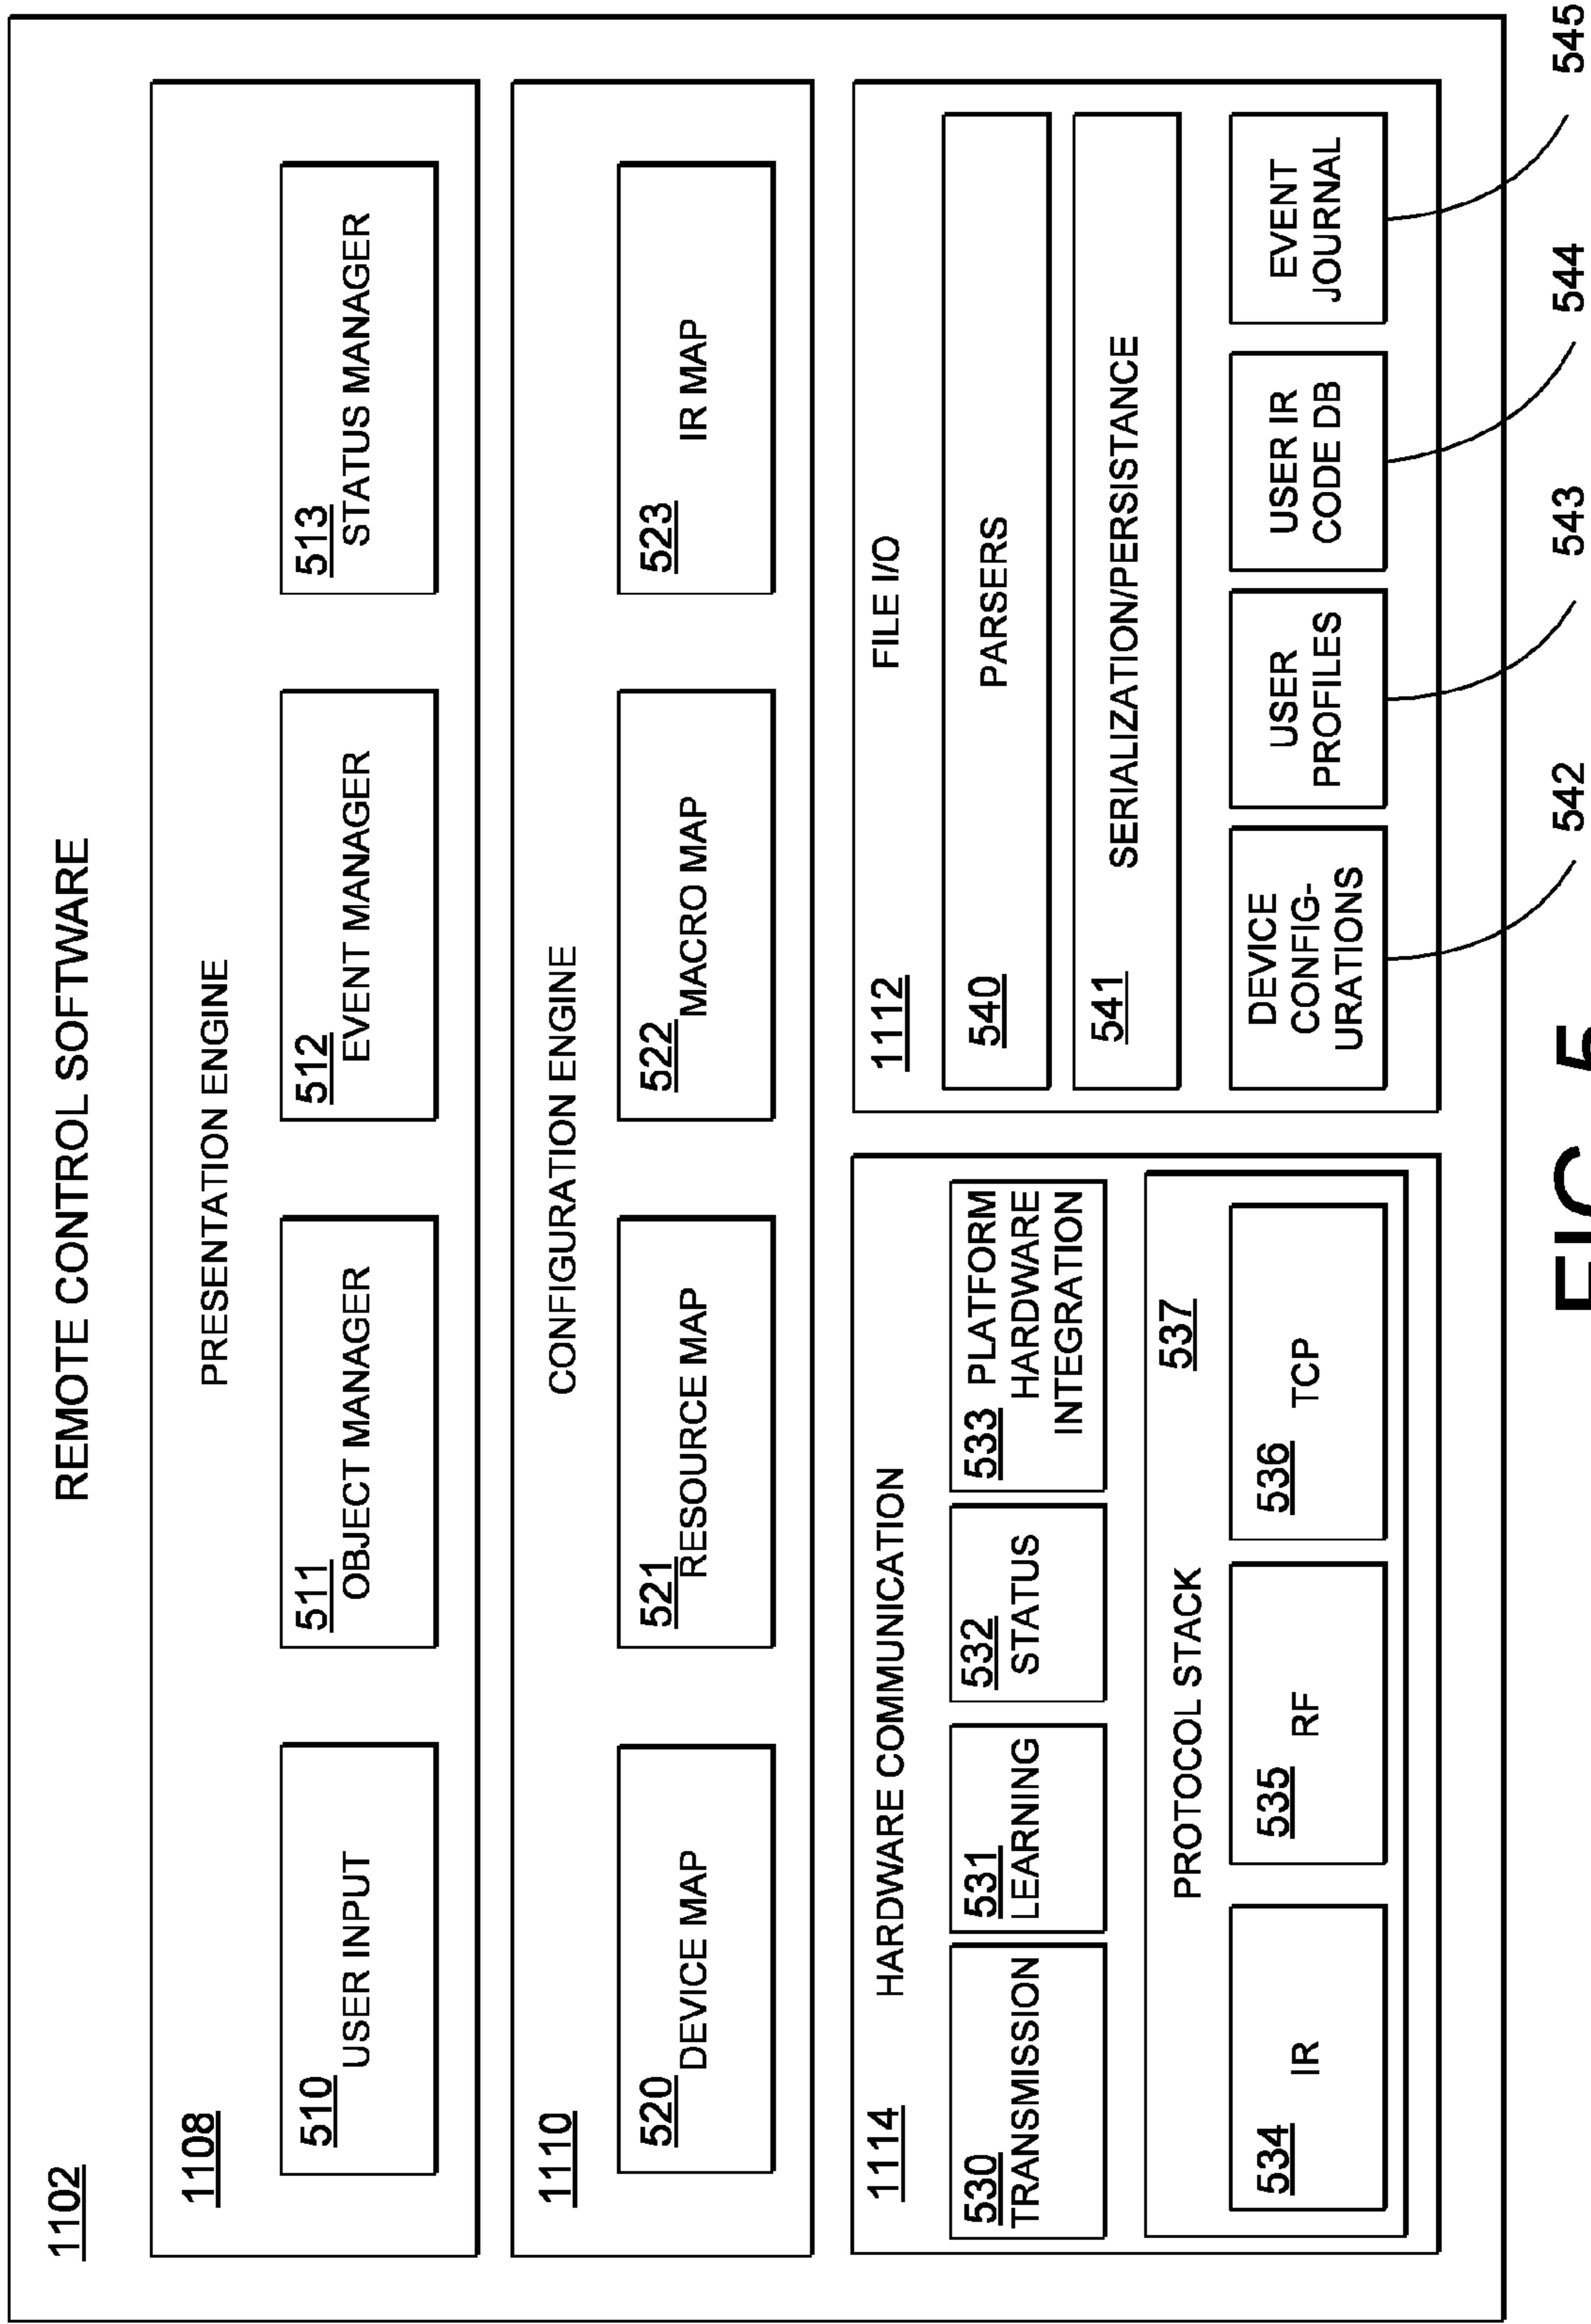 1102
REMOTE CONTROL SOFTWARE
1108
PRESENTATION ENGINE
510
USER INPUT
511
OBJECT MANAGER
512
EVENT MANAGER
513
STATUS MANAGER
1110
CONFIGURATION ENGINE
520
DEVICE MAP
521
RESOURCE MAP
522
MACRO MAP
523
IR MAP
1114
HARDWARE COMMUNICATION
530
TRANSMISSION
531
LEARNING
532
STATUS
533 PLATFORM
HARDWARE
INTEGRATION
PROTOCOL STACK
537
534
IR
535
RF
536
TCP
1112
FILE I/O
540
PARSERS
541
SERIALIZATION/PERSISTANCE
DEVICE
CONFIG-
URATIONS
USER
PROFILES
USER IR
CODE DB
EVENT
JOURNAL
542
543
544
545